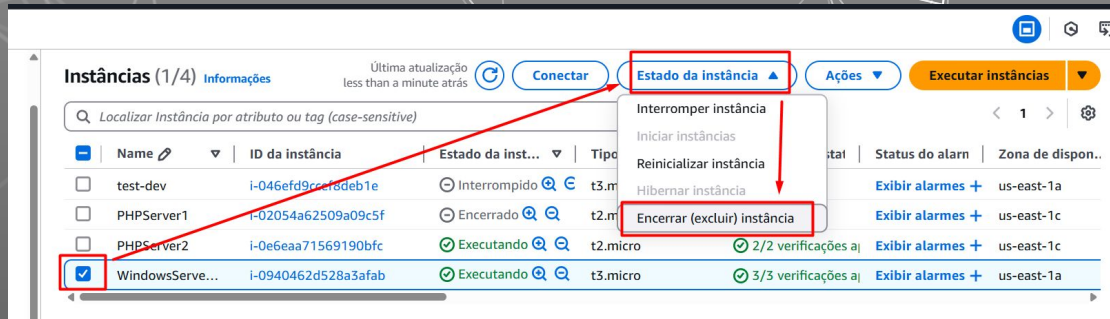 Instâncias (1/4) Informações
Última atualização
less than a minute atrás
Conectar
Estado da instância
Ações
Executar instâncias
Localizar Instância por atributo ou tag (case-sensitive)
1
Interromper instância
Iniciar instâncias
Reinicializar instância
Hibernar instância
Encerrar (excluir) instância
Name ID da instância Estado da inst... Tipo Status do alarn Zona de dispon..
test-dev Interrompido t3.m Exibir alarmes + us-east-1a
PHPServer1 i-02054a62509a09c5f Encerrado t2.m Exibir alarmes + us-east-1c
PHPServer2 i-0e6eaa71569190bfc Executando t2.micro 2/2 verificações a Exibir alarmes + us-east-1c
WindowsServe... i-0940462d528a3afab Executando t3.micro 3/3 verificações a Exibir alarmes + us-east-1a